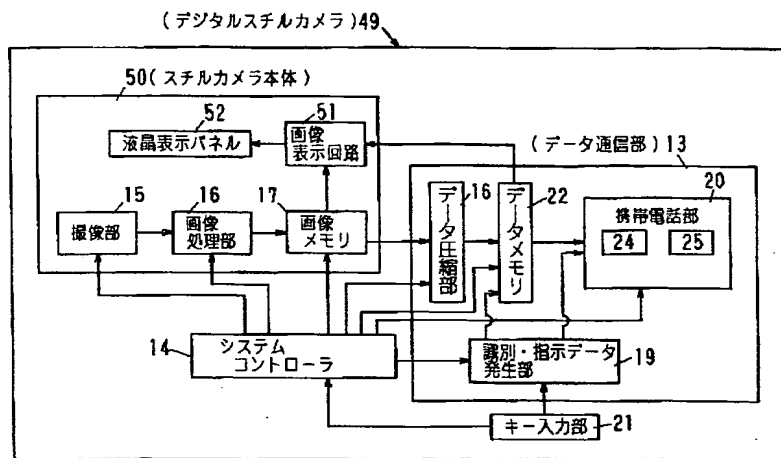 (デジタルスチルカメラ)49
50(スチルカメラ本体)
52
液晶表示パネル
51
画像
表示回路
(データ通信部)13
15
撮像部
16
画像
処理部
17
画像
メモリ
16
データ圧縮部
22
データメモリ
20
携帯電話部
24
25
14
システム
コントローラ
識別・指示データ
発生部
19
キー入力部
21